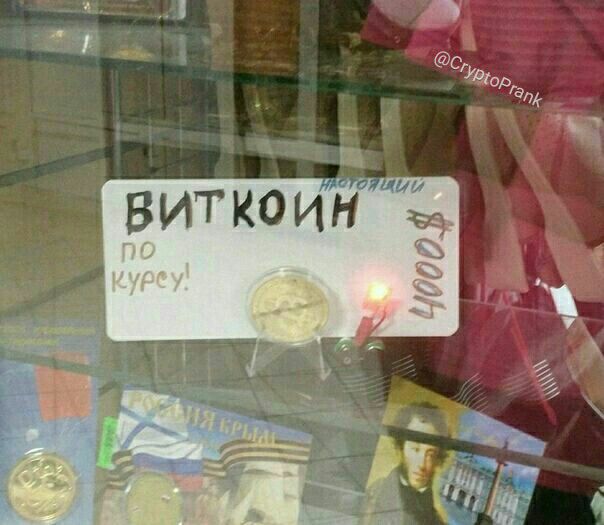 @CryptoPrank
НАСТОЯЩИЙ
ВИТКОИН
по
курсу!
4000$
РОССИЯ КРЫМ